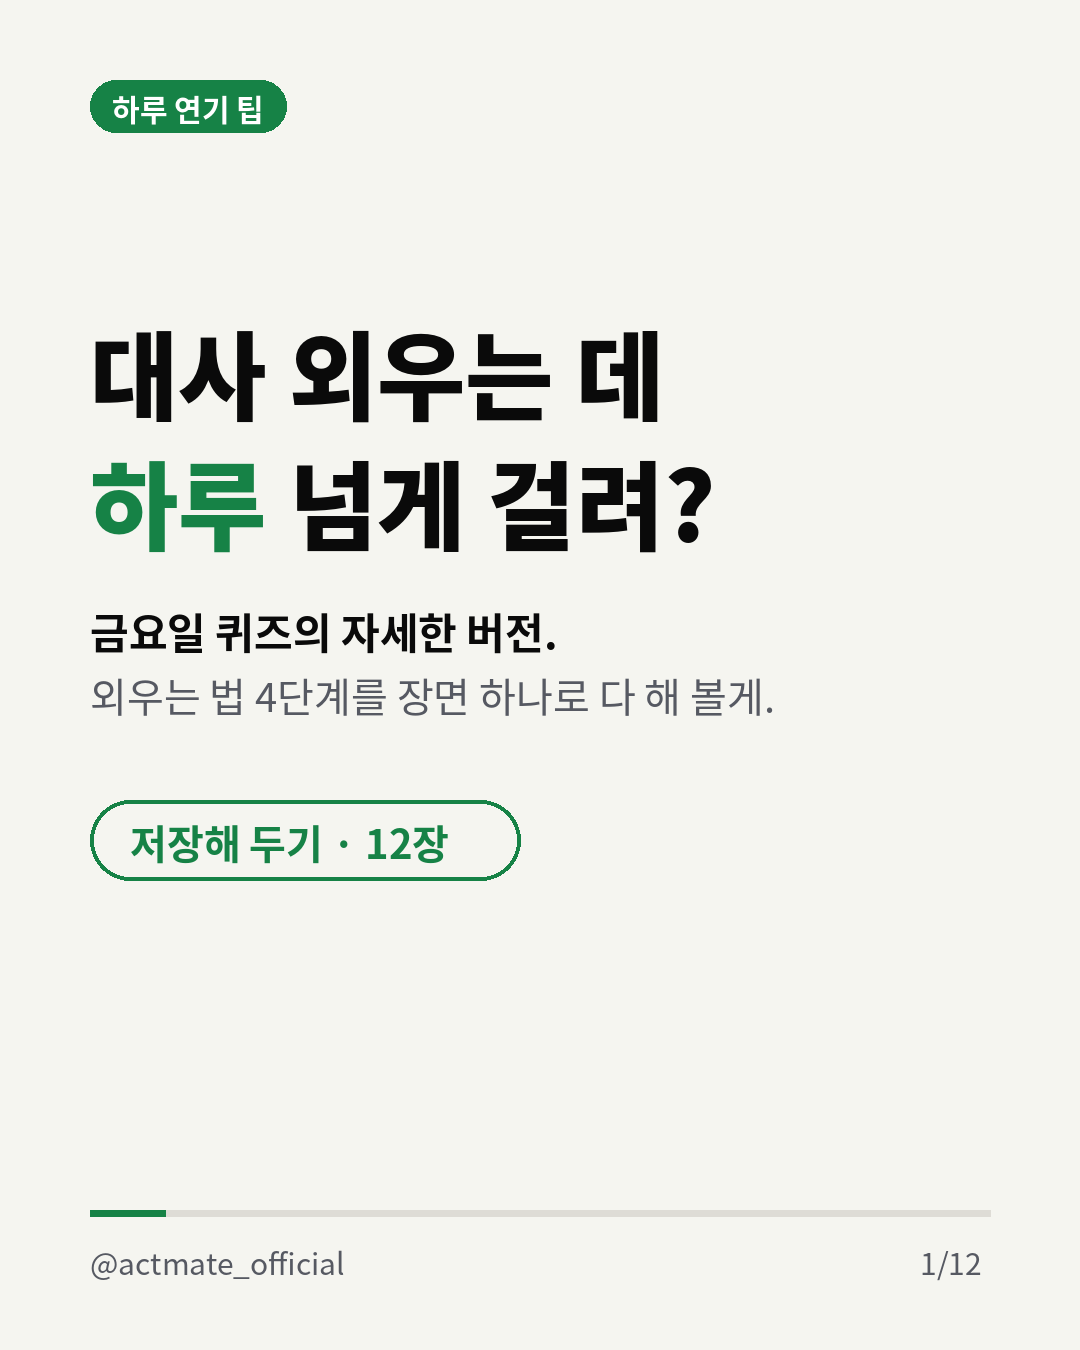 하루 연기 팁
대사 외우는 데
하루 넘게 걸려?
금요일 퀴즈의 자세한 버전.
외우는 법 4단계를 장면 하나로 다 해 볼게.
저장해 두기 · 12장
@actmate_official
1/12